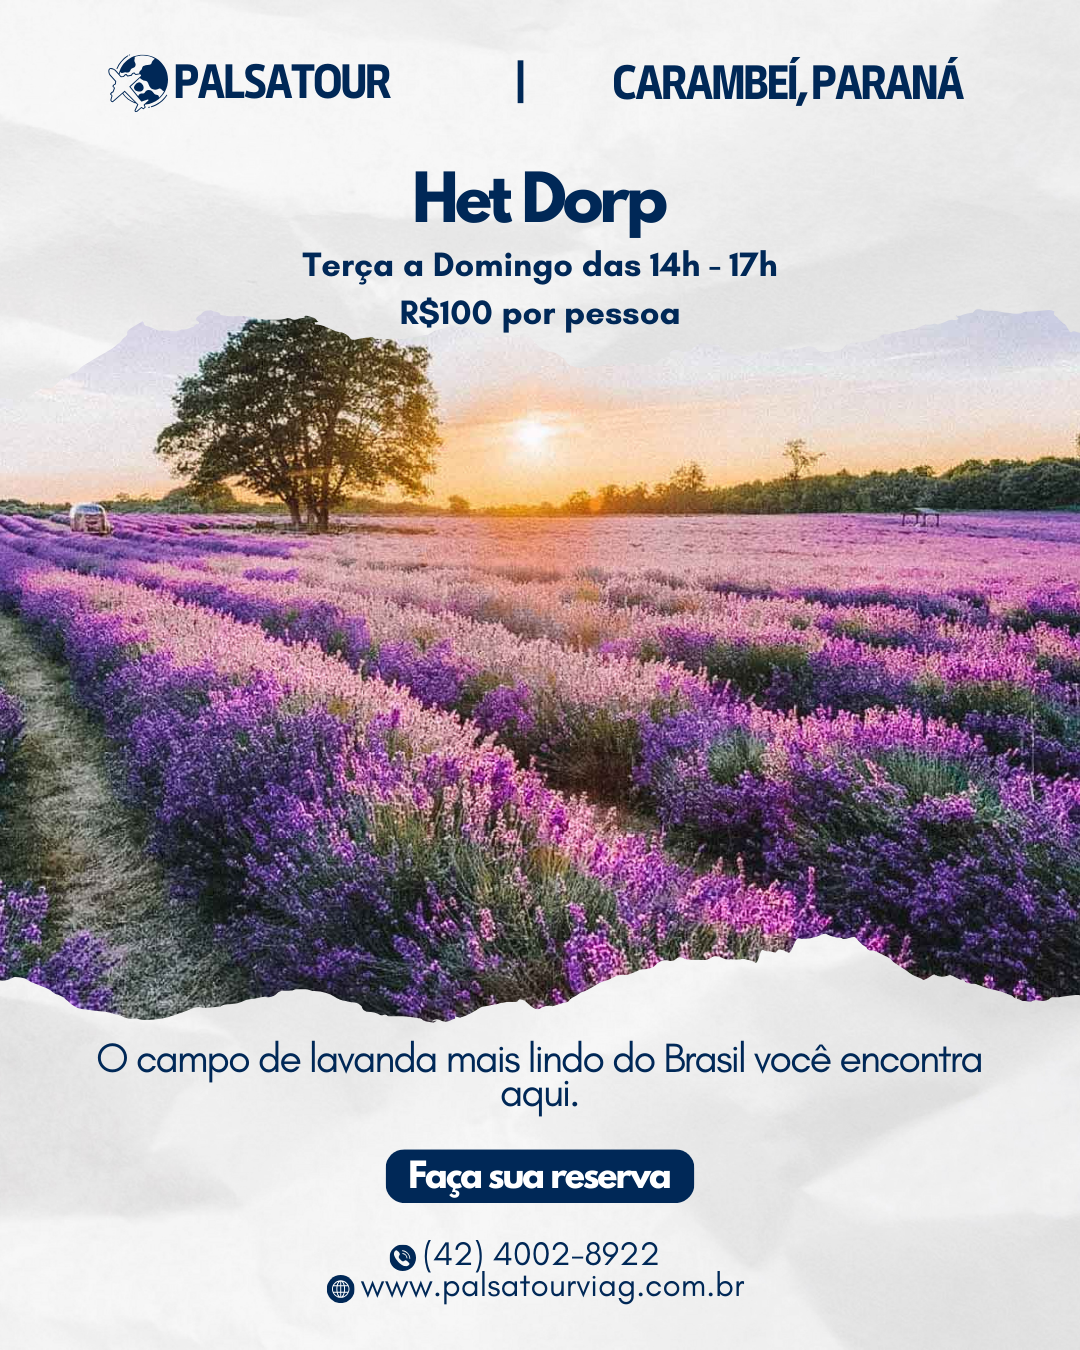 PALSATOUR | CARAMBEÍ, PARANÁ
Het Dorp
Terça a Domingo das 14h - 17h
R$100 por pessoa
O campo de lavanda mais lindo do Brasil você encontra
aqui.
Faça sua reserva
(42) 4002-8922
www.palsatourviag.com.br